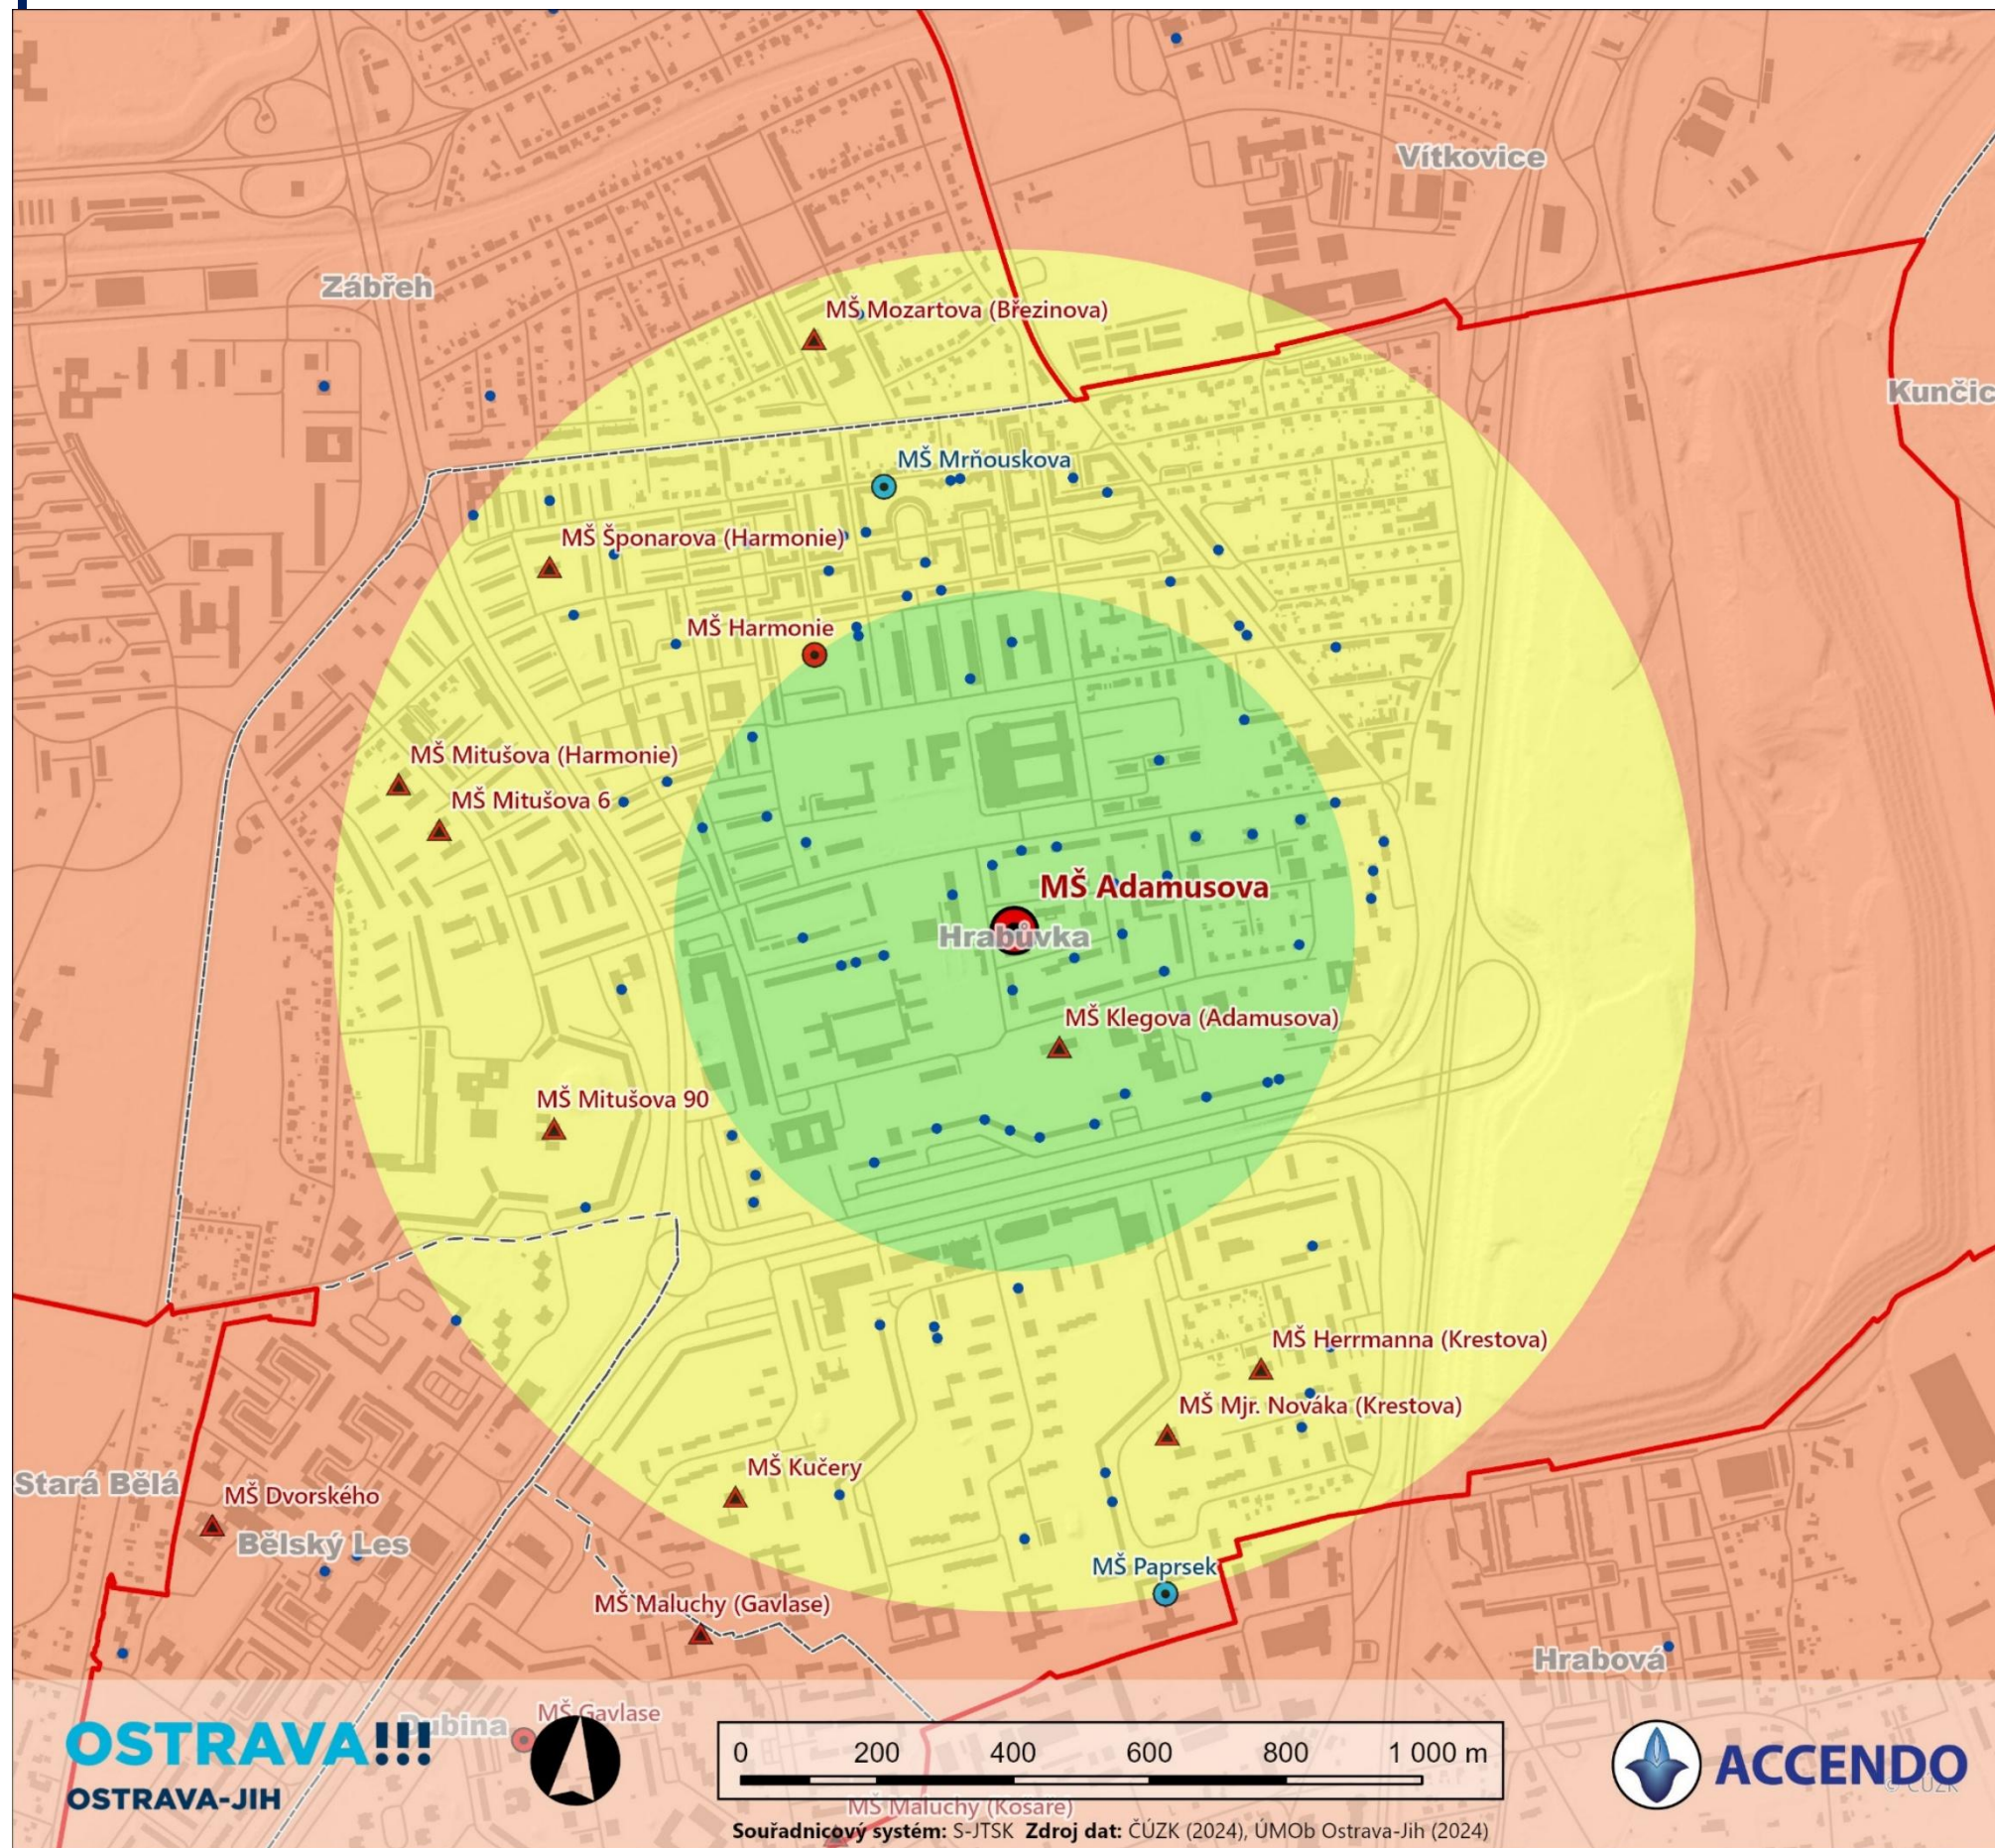 Vítkovice
Zábřeh
MŠ Mozartova (Březinova)
MŠ Mrňouskova
MŠ Šponarova (Harmonie)
MŠ Harmonie
MŠ Mitušova (Harmonie)
MŠ Mitušova 6
MŠ Adamusova
Hrabůvka
MŠ Klegova (Adamusova)
MŠ Mitušova 90
MŠ Herrmanna (Krestova)
MŠ Mjr. Nováka (Krestova)
MŠ Kučery
Stará Bělá
MŠ Dvorského
Bělský Les
MŠ Paprsek
MŠ Maluchy (Gavlase)
Hrabová
MŠ Gavlase
Dubina
OSTRAVA!!!
OSTRAVA-JIH
0 200 400 600 800 1 000 m
ACCENDO
© ČÚZK
MŠ Maluchy (Kosaře)
Souřadnicový systém: S-JTSK Zdroj dat: ČÚZK (2024), ÚMOb Ostrava-Jih (2024)